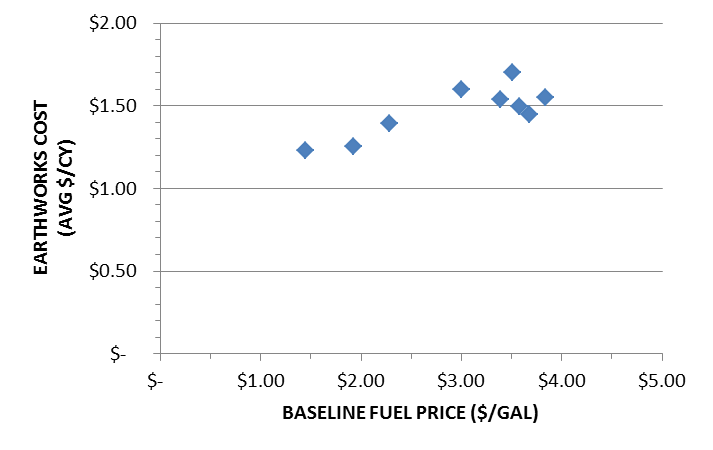 $2.00
$1.50
$1.00
$0.50
$-
EARTHWORKS COST
(AVG $/CY)
$- $1.00 $2.00 $3.00 $4.00 $5.00
BASELINE FUEL PRICE ($/GAL)